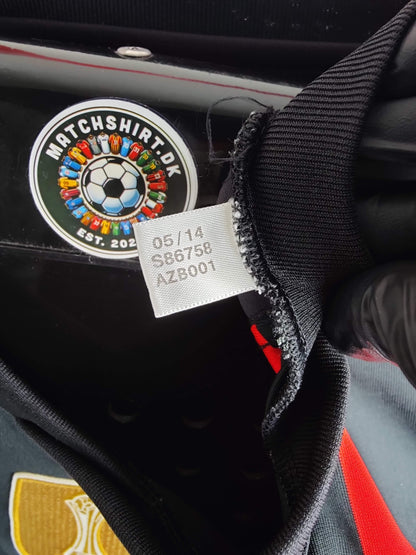 MATCHSHIRT.DK
EST. 202
05/14
S86758
AZB001